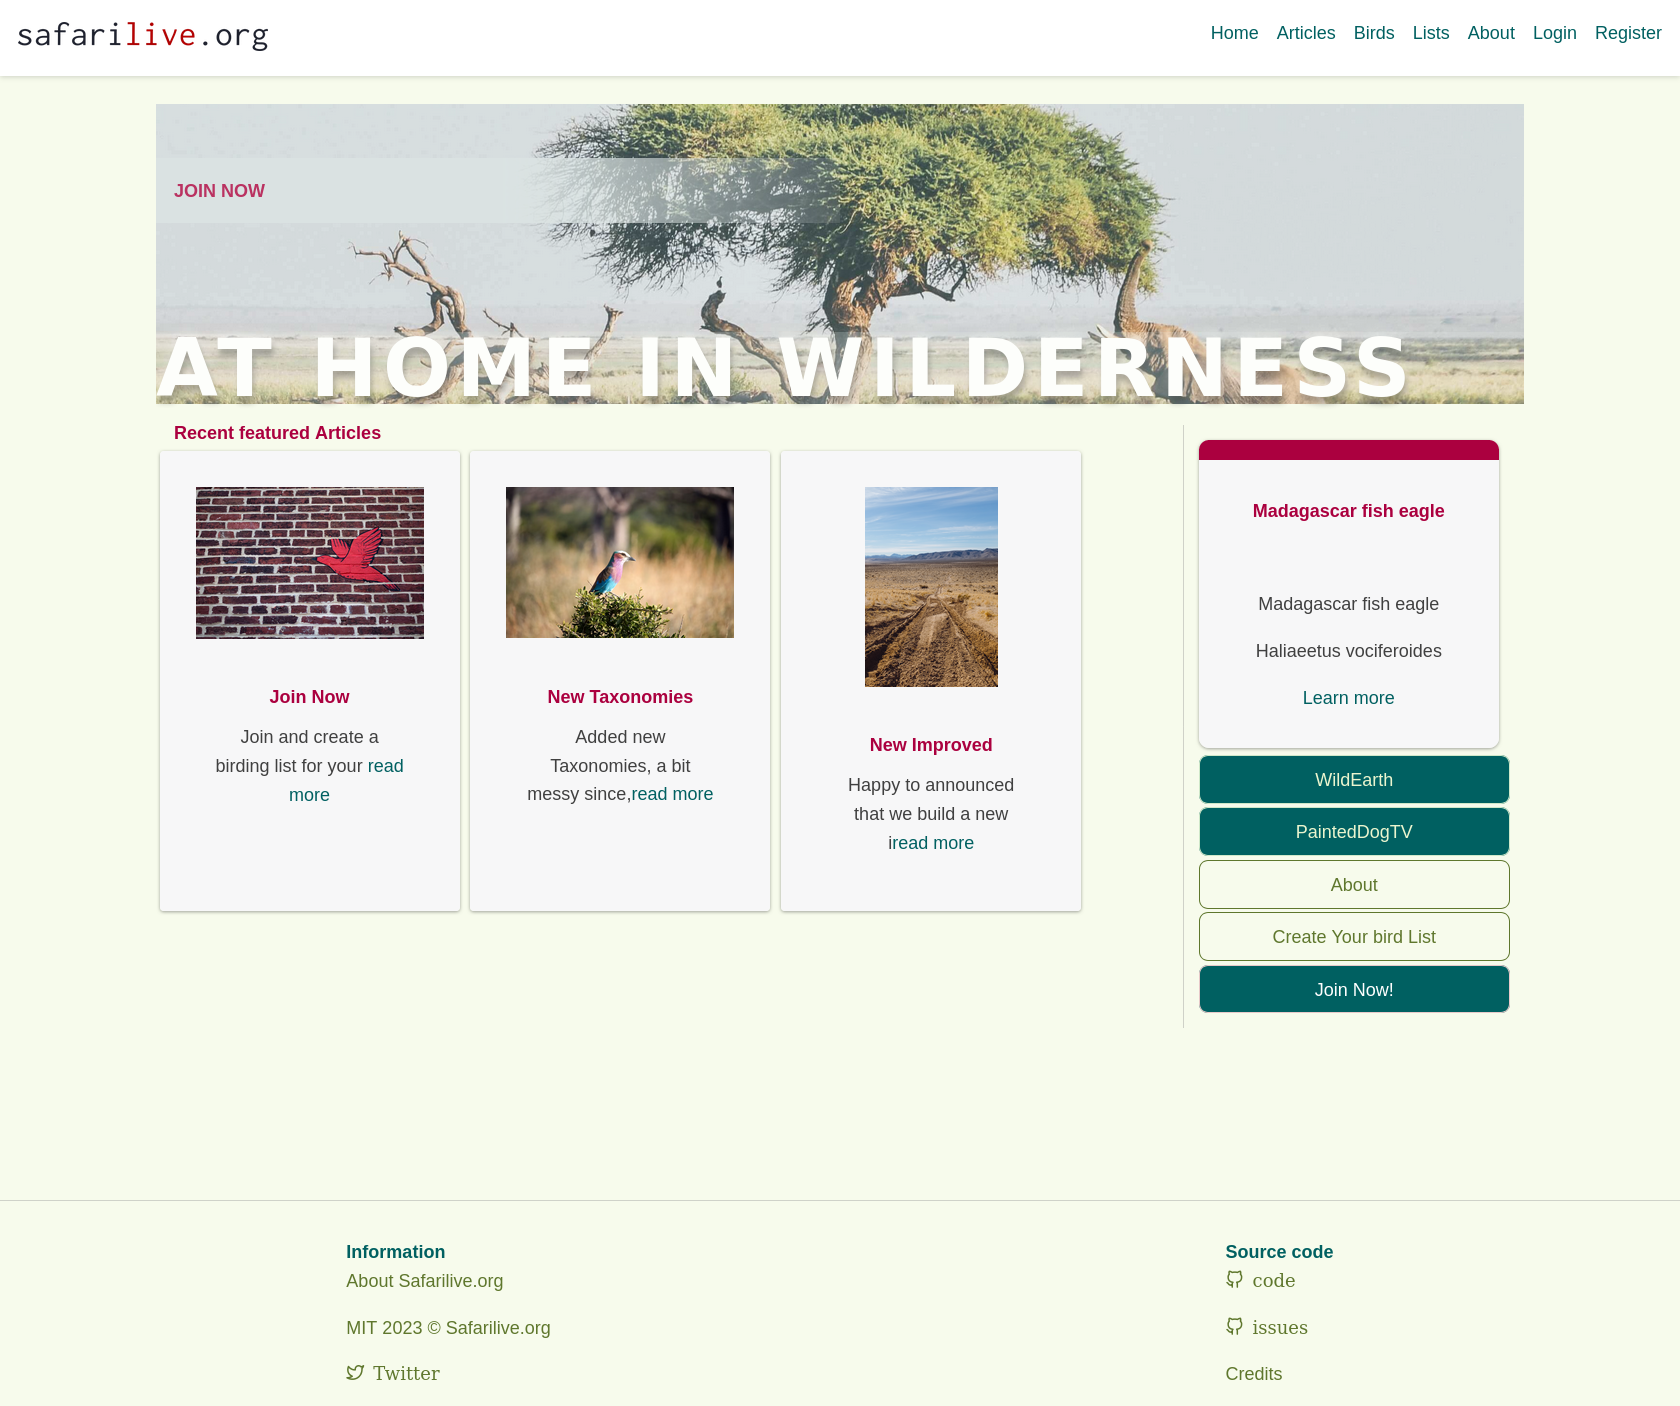 safarilive.org
Home Articles Birds Lists About Login Register
JOIN NOW
AT HOME IN WILDERNESS
Recent featured Articles
Join Now
Join and create a
birding list for your read
more
New Taxonomies
Added new
Taxonomies, a bit
messy since,read more
New Improved
Happy to announced
that we build a new
iread more
Madagascar fish eagle
Madagascar fish eagle
Haliaeetus vociferoides
Learn more
WildEarth
PaintedDogTV
About
Create Your bird List
Join Now!
Information
About Safarilive.org
MIT 2023 © Safarilive.org
Twitter
Source code
code
issues
Credits